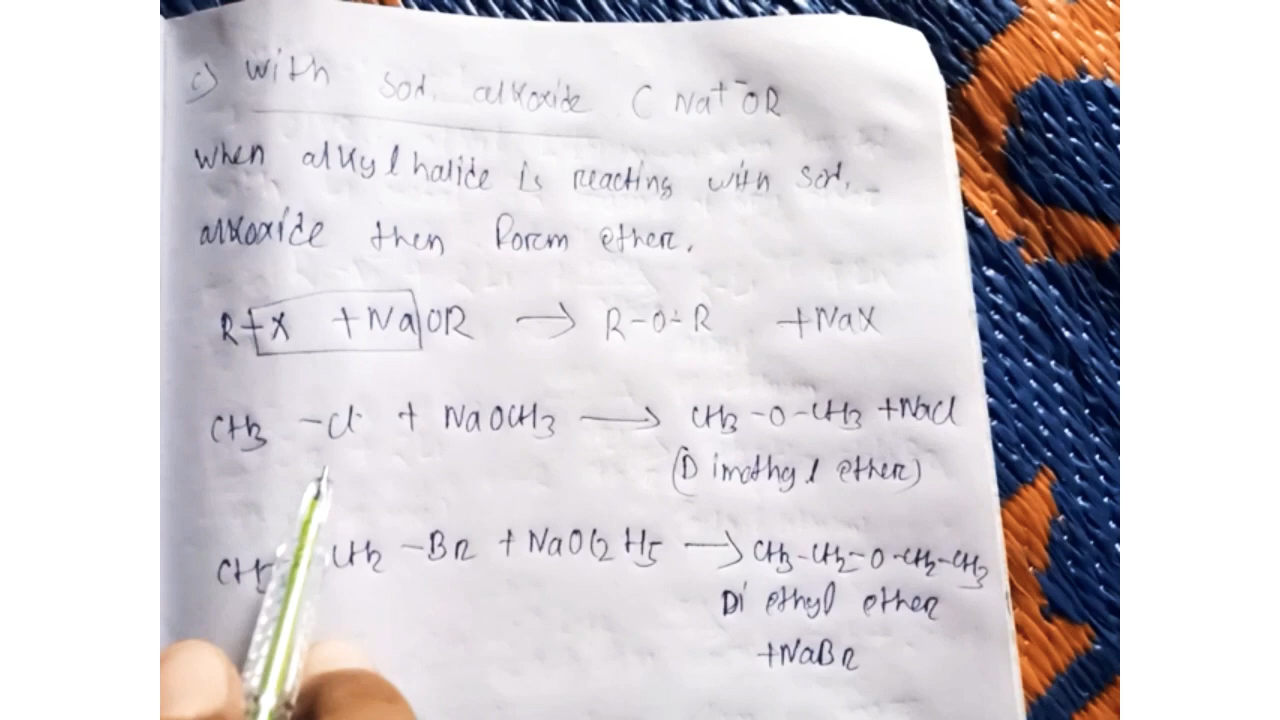 c) With sod. alkoxide ( Na⁺ ⁻OR
When alkyl halide is reacting with sod.
alkoxide then form ether.
R-X + NaOR → R-O-R + NaX
CH3 -Cl + NaOCH3 → CH3 -O-CH3 + NaCl
(Dimethyl ether)
CH2 -Br + NaOC2H5 → CH3-CH2-O-CH2-CH3
Di ethyl ether
+NaBr